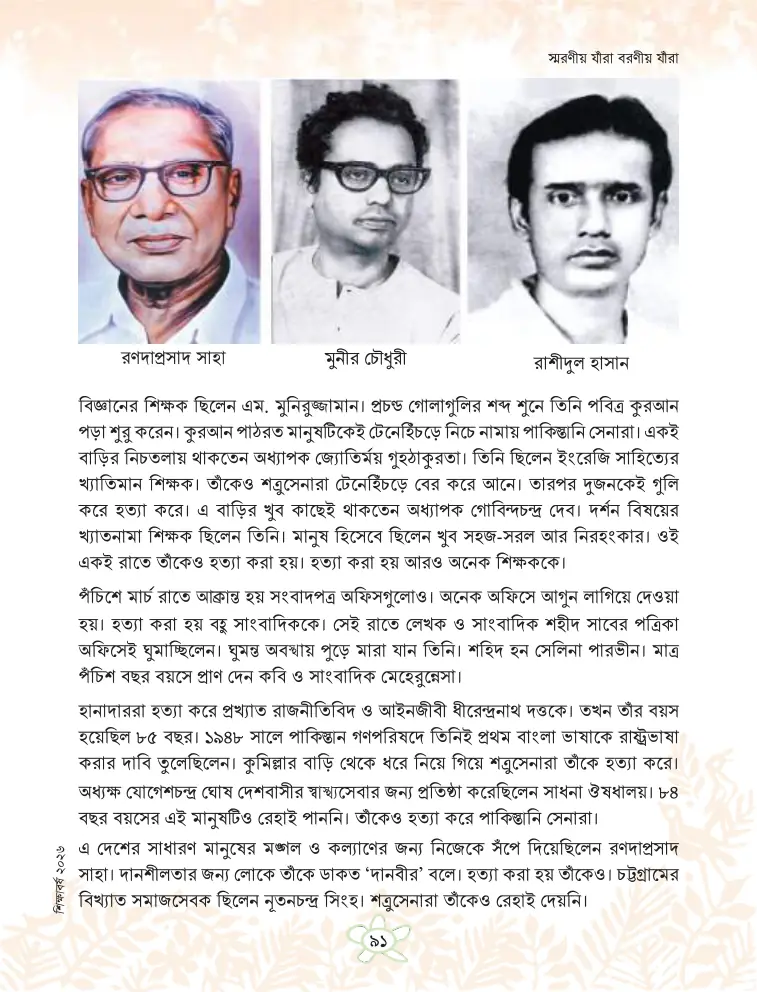 স্মরণীয় যাঁরা বরণীয় যাঁরা
রণদাপ্রসাদ সাহা
মুনীর চৌধুরী
রাশীদুল হাসান
বিজ্ঞানের শিক্ষক ছিলেন এম. মুনিরুজ্জামান। প্রচন্ড গোলাগুলির শব্দ শুনে তিনি পবিত্র কুরআন
পড়া শুরু করেন। কুরআন পাঠরত মানুষটিকেই টেনেহিঁচড়ে নিচে নামায় পাকিস্তানি সেনারা। একই
বাড়ির নিচতলায় থাকতেন অধ্যাপক জ্যোতির্ময় গুহঠাকুরতা। তিনি ছিলেন ইংরেজি সাহিত্যের
খ্যাতিমান শিক্ষক। তাঁকেও শত্রুসেনারা টেনেহিঁচড়ে বের করে আনে। তারপর দুজনকেই গুলি
করে হত্যা করে। এ বাড়ির খুব কাছেই থাকতেন অধ্যাপক গোবিন্দচন্দ্র দেব। দর্শন বিষয়ের
খ্যাতনামা শিক্ষক ছিলেন তিনি। মানুষ হিসেবে ছিলেন খুব সহজ-সরল আর নিরহংকার। ওই
একই রাতে তাঁকেও হত্যা করা হয়। হত্যা করা হয় আরও অনেক শিক্ষককে।
পঁচিশে মার্চ রাতে আক্রান্ত হয় সংবাদপত্র অফিসগুলোও। অনেক অফিসে আগুন লাগিয়ে দেওয়া
হয়। হত্যা করা হয় বহু সাংবাদিককে। সেই রাতে লেখক ও সাংবাদিক শহীদ সাবের পত্রিকা
অফিসেই ঘুমাচ্ছিলেন। ঘুমন্ত অবস্থায় পুড়ে মারা যান তিনি। শহিদ হন সেলিনা পারভীন। মাত্র
পঁচিশ বছর বয়সে প্রাণ দেন কবি ও সাংবাদিক মেহেরুন্নেসা।
হানাদাররা হত্যা করে প্রখ্যাত রাজনীতিবিদ ও আইনজীবী ধীরেন্দ্রনাথ দত্তকে। তখন তাঁর বয়স
হয়েছিল ৮৫ বছর। ১৯৪৮ সালে পাকিস্তান গণপরিষদে তিনিই প্রথম বাংলা ভাষাকে রাষ্ট্রভাষা
করার দাবি তুলেছিলেন। কুমিল্লার বাড়ি থেকে ধরে নিয়ে গিয়ে শত্রুসেনারা তাঁকে হত্যা করে।
অধ্যক্ষ যোগেশচন্দ্র ঘোষ দেশবাসীর স্বাস্থ্যসেবার জন্য প্রতিষ্ঠা করেছিলেন সাধনা ঔষধালয়। ৮৪
বছর বয়সের এই মানুষটিও রেহাই পাননি। তাঁকেও হত্যা করে পাকিস্তানি সেনারা।
এ দেশের সাধারণ মানুষের মঙ্গল ও কল্যাণের জন্য নিজেকে সঁপে দিয়েছিলেন রণদাপ্রসাদ
সাহা। দানশীলতার জন্য লোকে তাঁকে ডাকত ‘দানবীর’ বলে। হত্যা করা হয় তাঁকেও। চট্টগ্রামের
বিখ্যাত সমাজসেবক ছিলেন নূতনচন্দ্র সিংহ। শত্রুসেনারা তাঁকেও রেহাই দেয়নি।
শিক্ষাবর্ষ ২০২৬
৯১